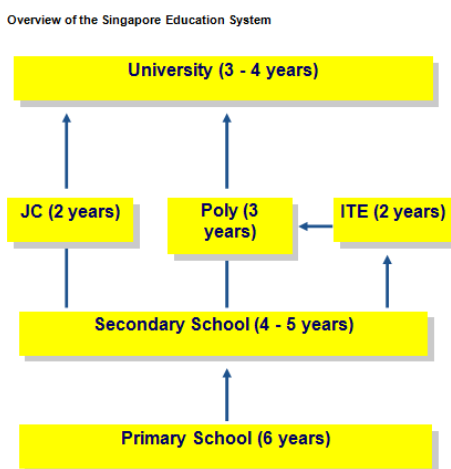 Overview of the Singapore Education System
University (3 - 4 years)
JC (2 years)
Poly (3
years)
ITE (2 years)
Secondary School (4 - 5 years)
Primary School (6 years)